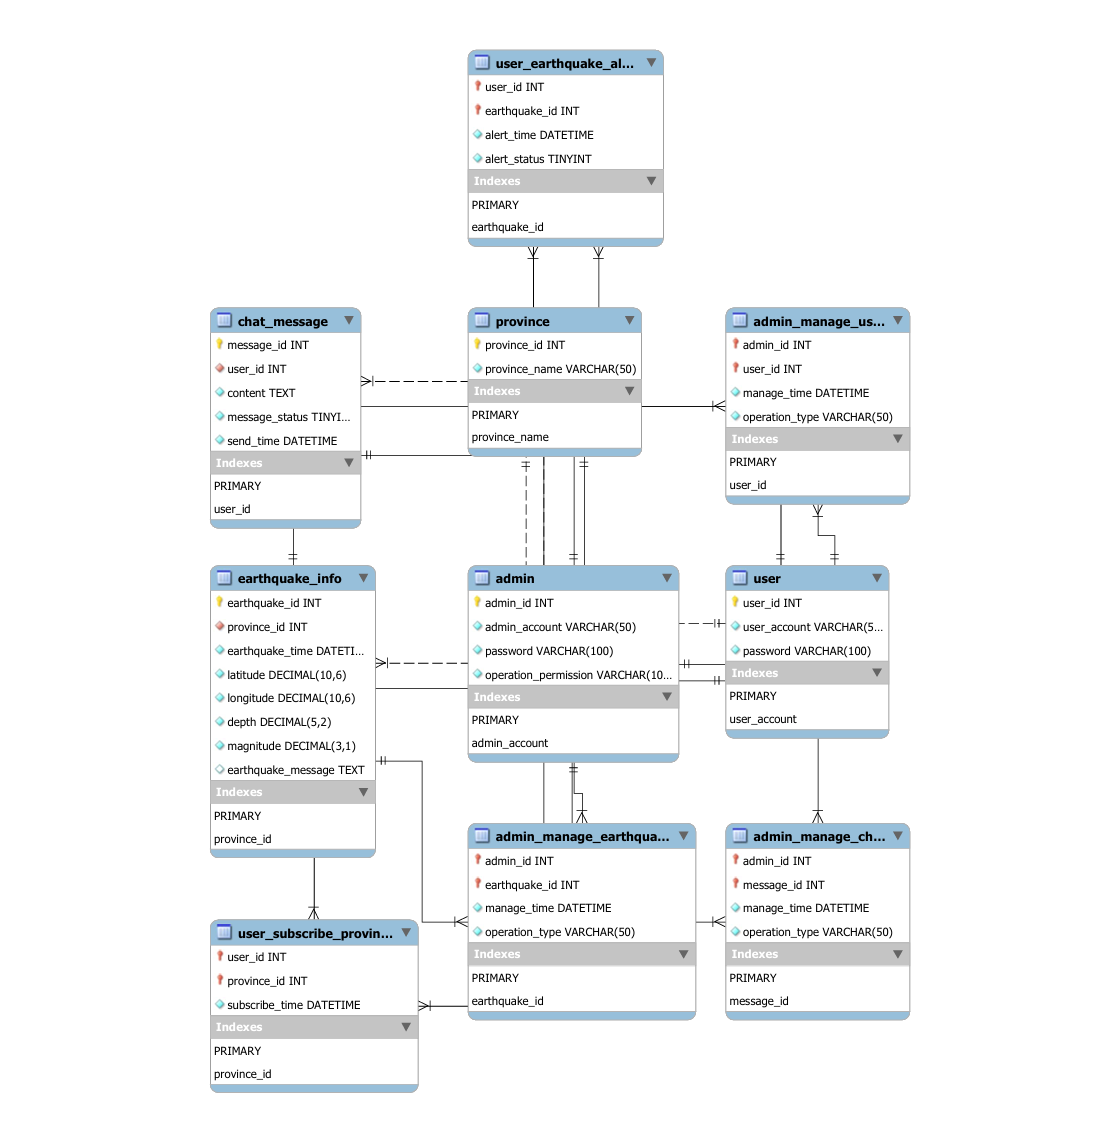 user_earthquake_al...
user_id INT
earthquake_id INT
alert_time DATETIME
alert_status TINYINT
Indexes
PRIMARY
earthquake_id
chat_message
message_id INT
user_id INT
content TEXT
message_status TINYI...
send_time DATETIME
Indexes
PRIMARY
user_id
province
province_id INT
province_name VARCHAR(50)
Indexes
PRIMARY
province_name
admin_manage_us...
admin_id INT
user_id INT
manage_time DATETIME
operation_type VARCHAR(50)
Indexes
PRIMARY
user_id
earthquake_info
earthquake_id INT
province_id INT
earthquake_time DATETI...
latitude DECIMAL(10,6)
longitude DECIMAL(10,6)
depth DECIMAL(5,2)
magnitude DECIMAL(3,1)
earthquake_message TEXT
Indexes
PRIMARY
province_id
admin
admin_id INT
admin_account VARCHAR(50)
password VARCHAR(100)
operation_permission VARCHAR(10...
Indexes
PRIMARY
admin_account
user
user_id INT
user_account VARCHAR(5...
password VARCHAR(100)
Indexes
PRIMARY
user_account
admin_manage_earthqua...
admin_id INT
earthquake_id INT
manage_time DATETIME
operation_type VARCHAR(50)
Indexes
PRIMARY
earthquake_id
admin_manage_ch...
admin_id INT
message_id INT
manage_time DATETIME
operation_type VARCHAR(50)
Indexes
PRIMARY
message_id
user_subscribe_provin...
user_id INT
province_id INT
subscribe_time DATETIME
Indexes
PRIMARY
province_id